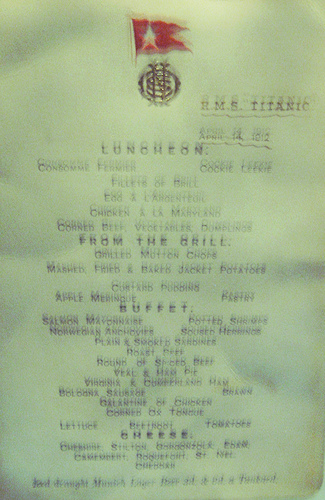 R.M.S. TITANIC
APRIL 14, 1912
LUNCHEON.
CONSOMMÉ FERMIER COCKIE LEEKIE
FILLETS OF BRILL
EGG À L'ARGENTEUIL
CHICKEN À LA MARYLAND
CORNED BEEF, VEGETABLES, DUMPLINGS
FROM THE GRILL.
GRILLED MUTTON CHOPS
MASHED, FRIED & BAKED JACKET POTATOES
CUSTARD PUDDING
APPLE MERINGUE PASTRY
BUFFET.
SALMON MAYONNAISE POTTED SHRIMPS
NORWEGIAN ANCHOVIES SOUSED HERRINGS
PLAIN & SMOKED SARDINES
ROAST BEEF
ROUND OF SPICED BEEF
VEAL & HAM PIE
VIRGINIA & CUMBERLAND HAM
BOLOGNA SAUSAGE BRAWN
GALANTINE OF CHICKEN
CORNED OX TONGUE
LETTUCE BEETROOT TOMATOES
CHEESE.
CHESHIRE, STILTON, GORGONZOLA, EDAM,
CAMEMBERT, ROQUEFORT, ST. IVEL,
CHEDDAR
Iced draught Munich Lager Beer 3d. & 6d. a Tankard.